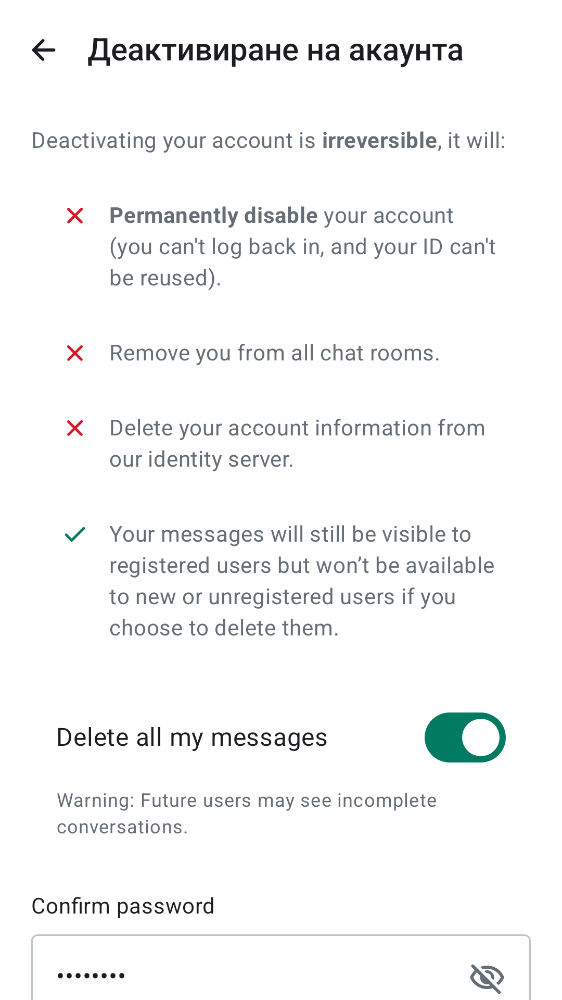 Деактивиране на акаунта
Deactivating your account is irreversible, it will:
Permanently disable your account
(you can't log back in, and your ID can't
be reused).
Remove you from all chat rooms.
Delete your account information from
our identity server.
Your messages will still be visible to
registered users but won’t be available
to new or unregistered users if you
choose to delete them.
Delete all my messages
Warning: Future users may see incomplete
conversations.
Confirm password
••••••••